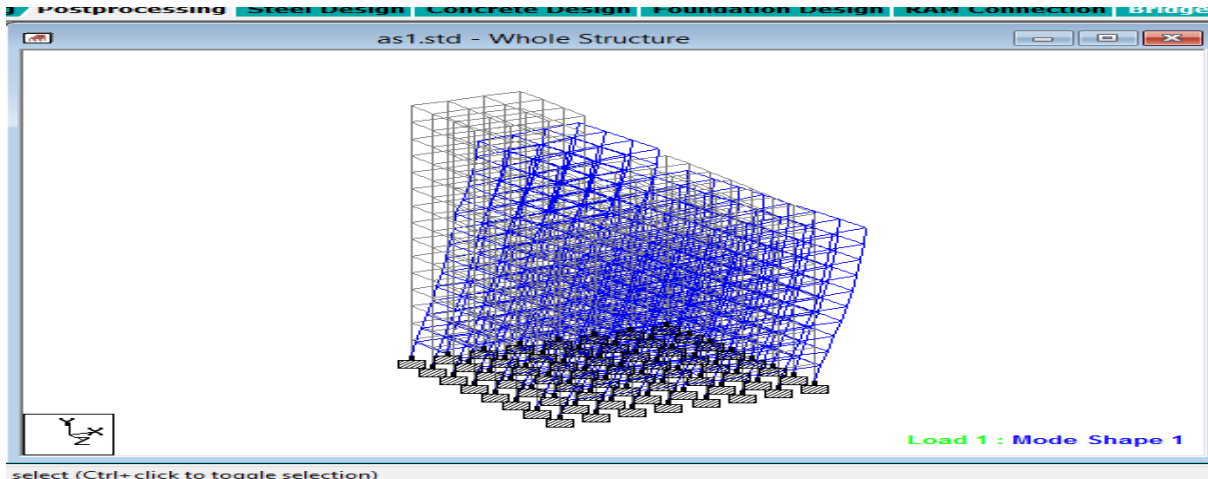 Postprocessing Steel Design Concrete Design Foundation Design RAM Connection Bridge
as1.std - Whole Structure
Y
X
Z
Load 1 : Mode Shape 1
select (Ctrl+click to toggle selection)